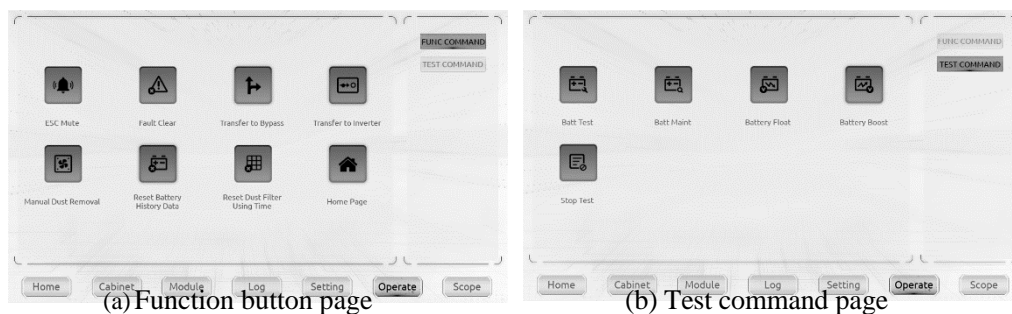 FUNC COMMAND
TEST COMMAND
ESC Mute
Fault Clear
Transfer to Bypass
Transfer to Inverter
Manual Dust Removal
Reset Battery
History Data
Reset Dust Filter
Using Time
Home Page
Home
Cabinet
Module
Log
Setting
Operate
Scope
(a) Function button page
FUNC COMMAND
TEST COMMAND
Batt Test
Batt Maint
Battery Float
Battery Boost
Stop Test
Home
Cabinet
Module
Log
Setting
Operate
Scope
(b) Test command page